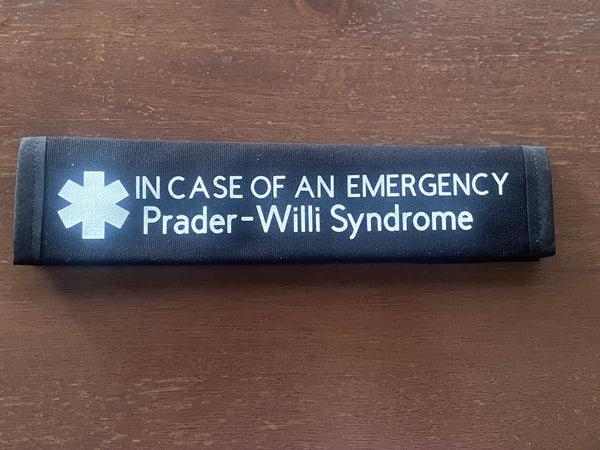 IN CASE OF AN EMERGENCY
Prader-Willi Syndrome